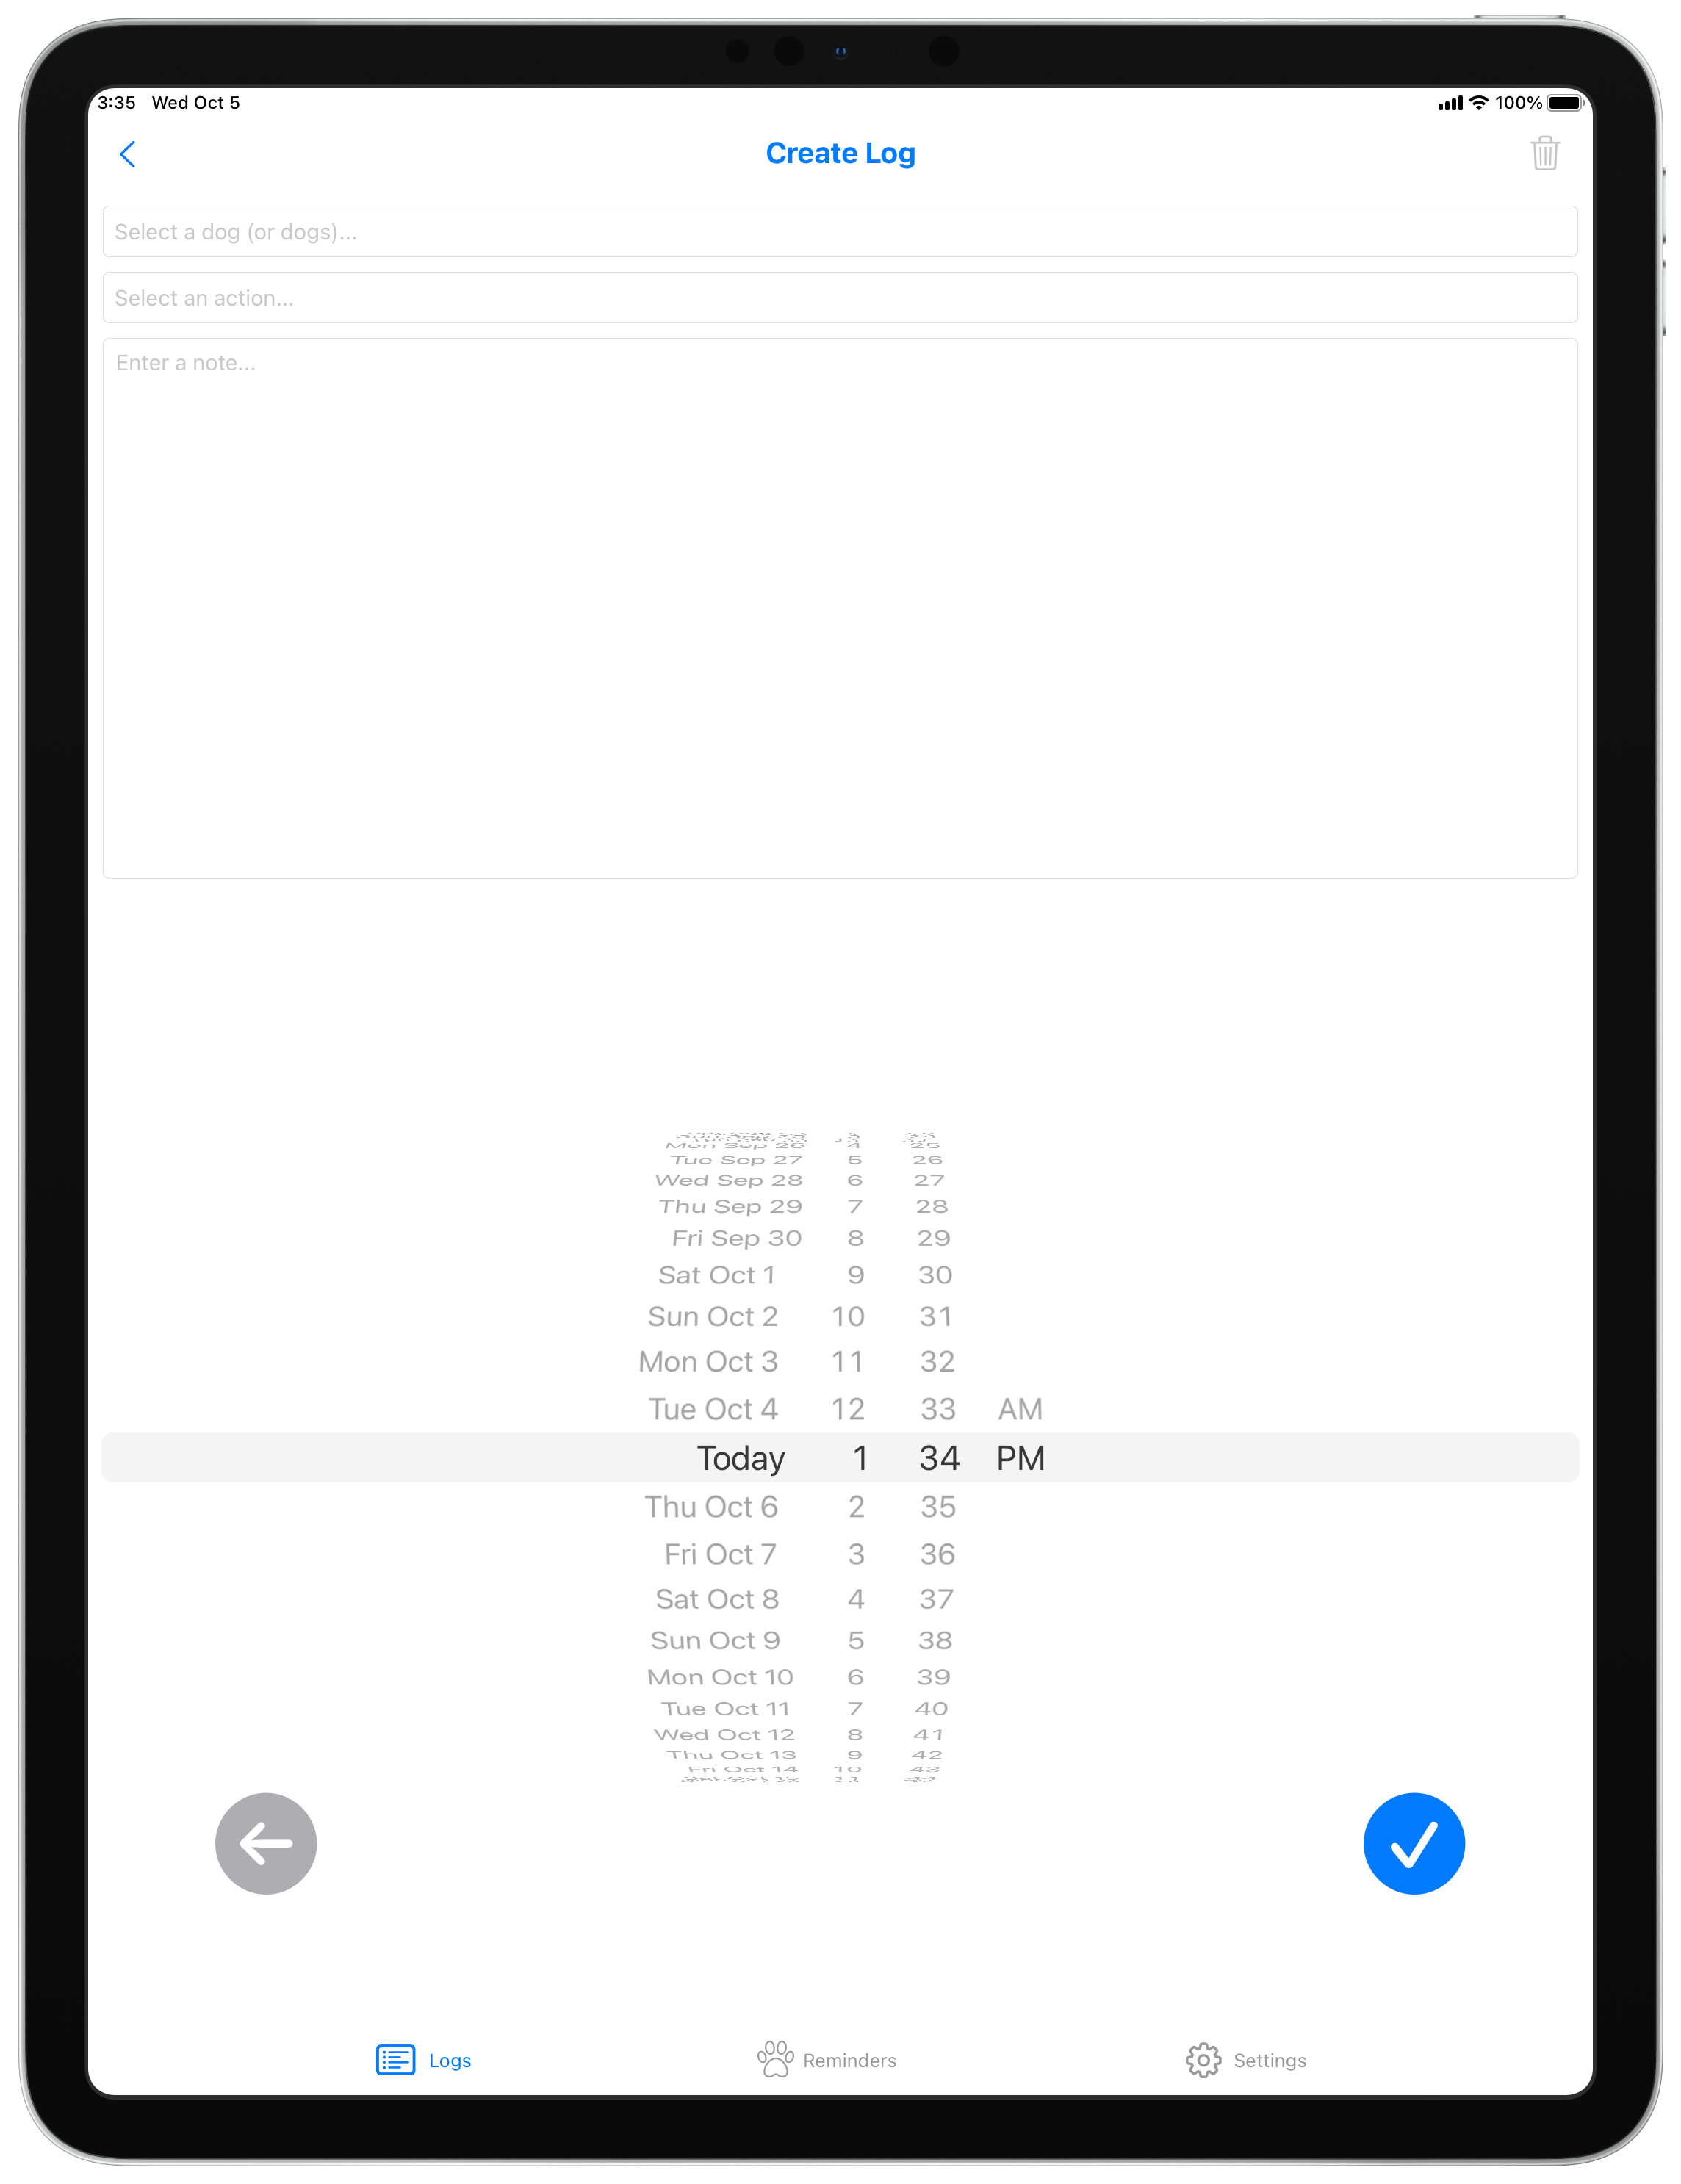 3:35 Wed Oct 5 100%
Create Log
Select a dog (or dogs)...
Select an action...
Enter a note...
Mon Sep 26 4 25
Tue Sep 27 5 26
Wed Sep 28 6 27
Thu Sep 29 7 28
Fri Sep 30 8 29
Sat Oct 1 9 30
Sun Oct 2 10 31
Mon Oct 3 11 32
Tue Oct 4 12 33 AM
Today 1 34 PM
Thu Oct 6 2 35
Fri Oct 7 3 36
Sat Oct 8 4 37
Sun Oct 9 5 38
Mon Oct 10 6 39
Tue Oct 11 7 40
Wed Oct 12 8 41
Thu Oct 13 9 42
Fri Oct 14 10 43
Logs Reminders Settings